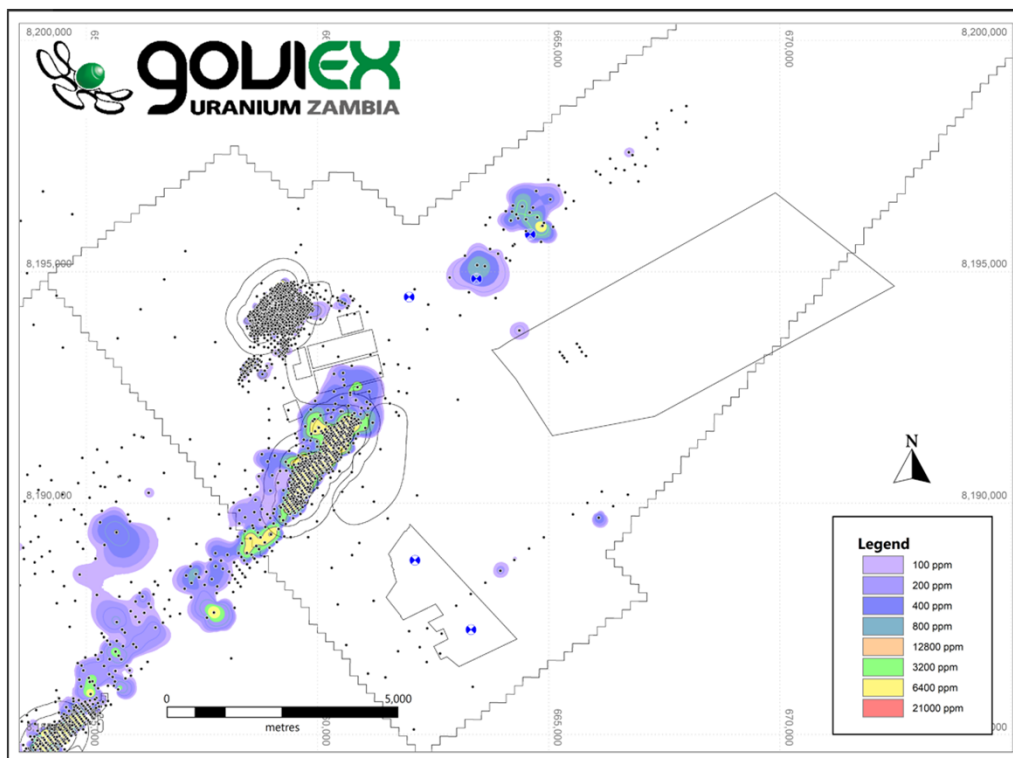 8,200,000
665,000
670,000
8,200,000
goviex
URANIUM ZAMBIA
8,195,000
8,195,000
N
8,190,000
8,190,000
Legend
100 ppm
200 ppm
400 ppm
800 ppm
12800 ppm
3200 ppm
6400 ppm
21000 ppm
0
5,000
metres
665,000
670,000